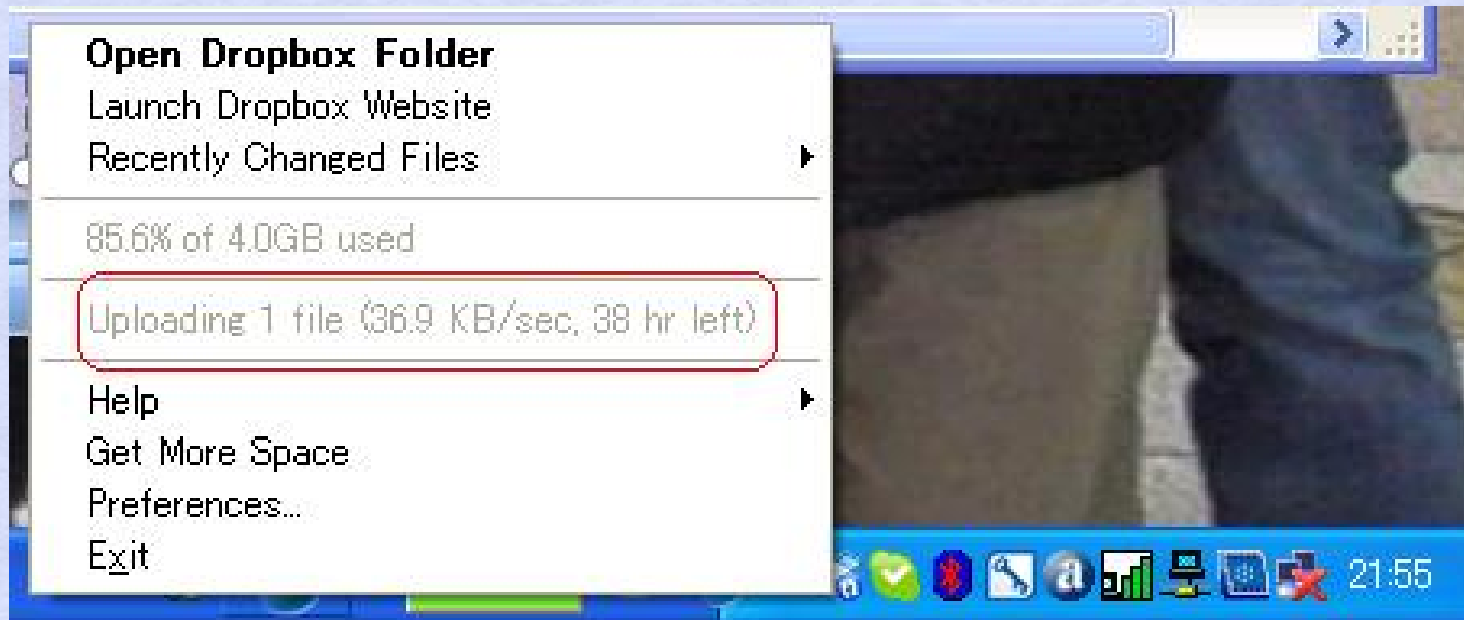 Open Dropbox Folder
Launch Dropbox Website
Recently Changed Files
85.6% of 4.0GB used
Uploading 1 file (36.9 KB/sec, 38 hr left)
Help
Get More Space
Preferences...
Exit
21:55